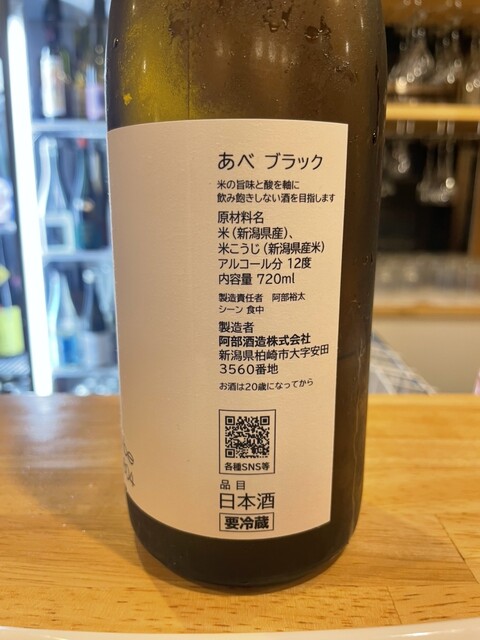 あべ ブラック
米の旨味と酸を軸に
飲み飽きしない酒を目指します
原材料名
米（新潟県産）、
米こうじ（新潟県産米）
アルコール分 12度
内容量 720ml
製造責任者　阿部裕太
シーン 食中
製造者
阿部酒造株式会社
新潟県柏崎市大字安田
3560番地
お酒は20歳になってから
各種SNS等
品 目
日本酒
要冷蔵